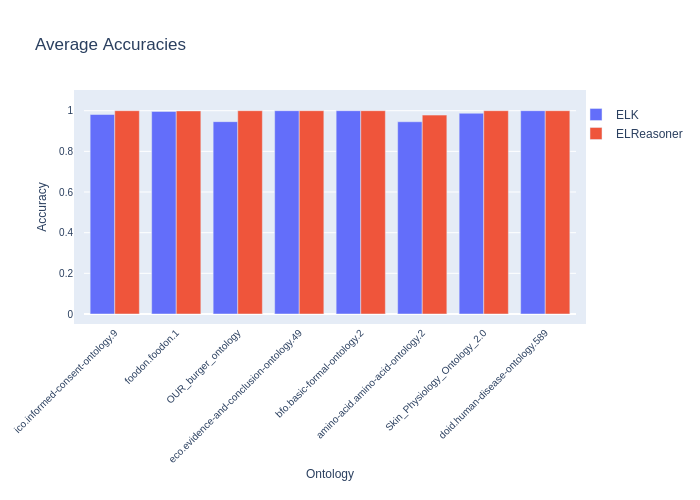 Average Accuracies
ELK
ELReasoner
Accuracy
1
0.8
0.6
0.4
0.2
0
ico.informed-consent-ontology.9
foodon.foodon.1
OUR_burger_ontology
eco.evidence-and-conclusion-ontology.49
bfo.basic-formal-ontology.2
amino-acid.amino-acid-ontology.2
Skin_Physiology_Ontology_2.0
doid.human-disease-ontology.589
Ontology